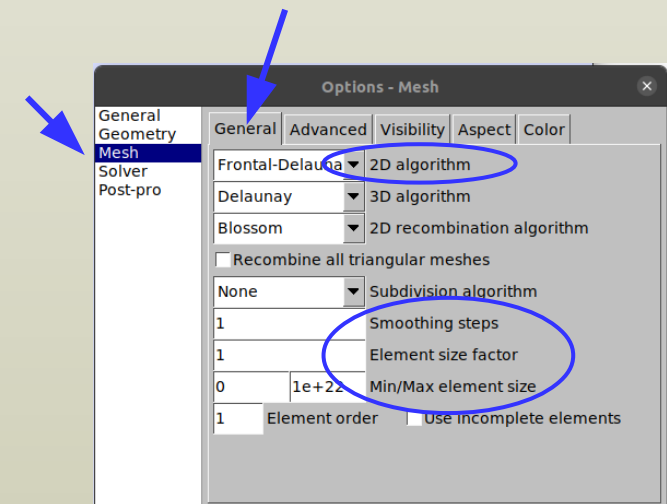 Options - Mesh
General
Geometry
Mesh
Solver
Post-pro
General Advanced Visibility Aspect Color
Frontal-Delauna 2D algorithm
Delaunay 3D algorithm
Blossom 2D recombination algorithm
Recombine all triangular meshes
None Subdivision algorithm
1 Smoothing steps
1 Element size factor
0 1e+22 Min/Max element size
1 Element order Use incomplete elements